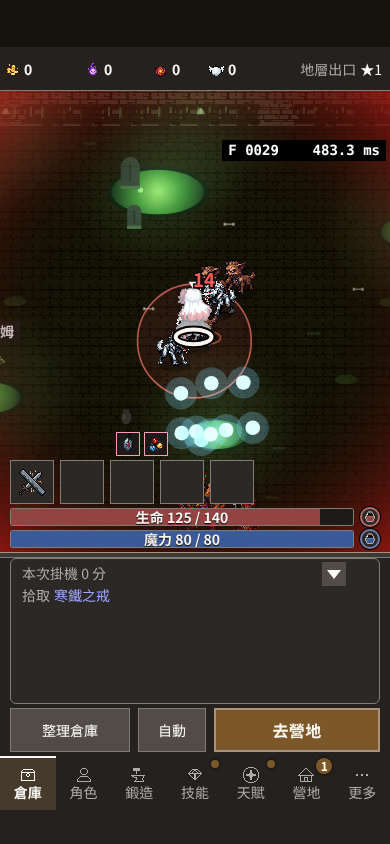 0 0 0 0 地層出口 ★1
F 0029 483.3 ms
14
姆
生命 125 / 140
魔力 80 / 80
本次掛機 0 分
拾取 寒鐵之戒
整理倉庫 自動 去營地
1
倉庫 角色 鍛造 技能 天賦 營地 更多